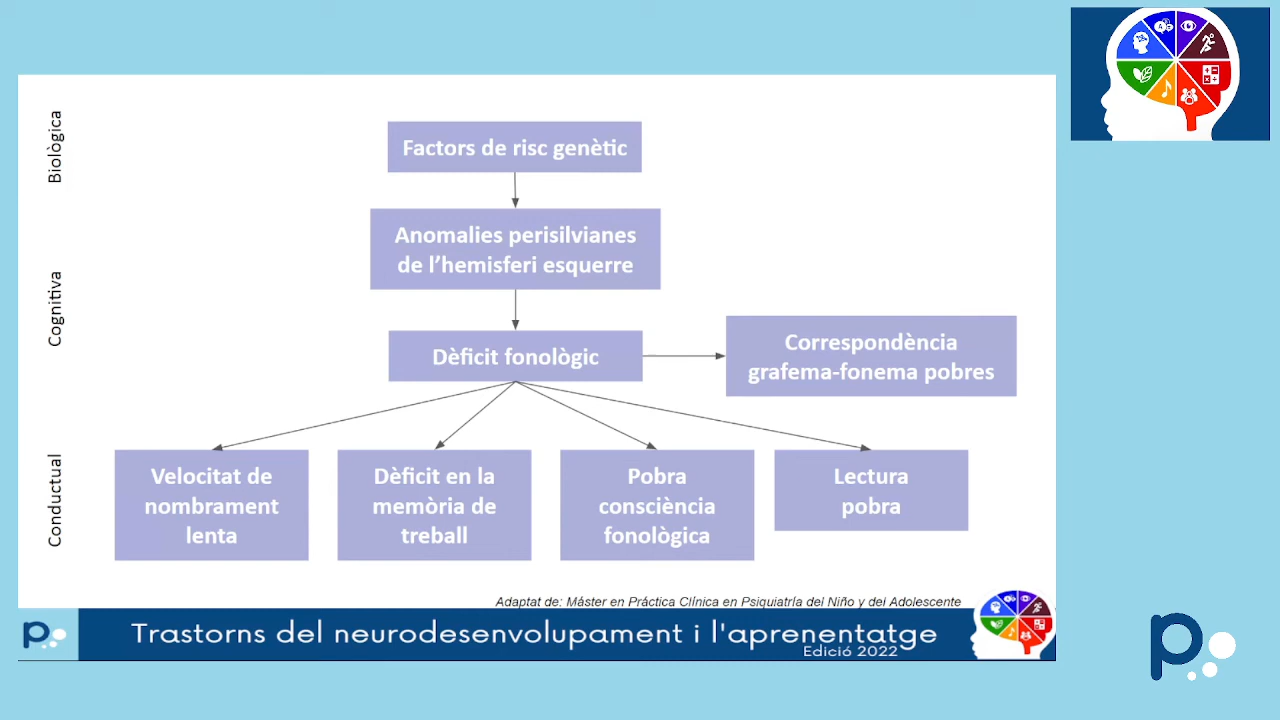 Biològica
Factors de risc genètic
Anomalies perisilvianes
de l’hemisferi esquerre
Cognitiva
Dèficit fonològic
Correspondència
grafema-fonema pobres
Conductual
Velocitat de
nombrament
lenta
Dèficit en la
memòria de
treball
Pobra
consciència
fonològica
Lectura
pobra
Adaptat de: Máster en Práctica Clínica en Psiquiatría del Niño y del Adolescente
p.
Trastorns del neurodesenvolupament i l'aprenentatge
Edició 2022
p.